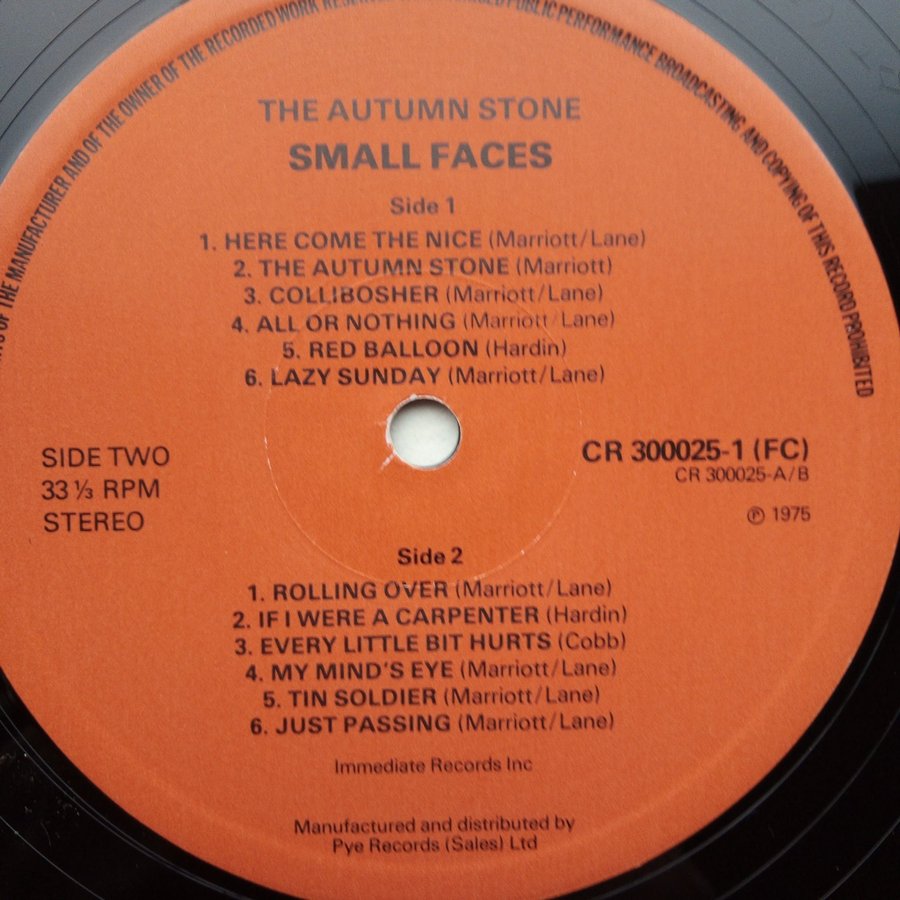 OF THE MANUFACTURER AND OF THE OWNER OF THE RECORDED WORK PUBLIC PERFORMANCE BROADCASTING AND COPYING OF THIS RECORD PROHIBITED
THE AUTUMN STONE
SMALL FACES
Side 1
1. HERE COME THE NICE (Marriott/Lane)
2. THE AUTUMN STONE (Marriott)
3. COLLIBOSHER (Marriott/Lane)
4. ALL OR NOTHING (Marriott/Lane)
5. RED BALLOON (Hardin)
6. LAZY SUNDAY (Marriott/Lane)
SIDE TWO
33 ⅓ RPM
STEREO
CR 300025-1 (FC)
CR 300025-A/B
℗ 1975
Side 2
1. ROLLING OVER (Marriott/Lane)
2. IF I WERE A CARPENTER (Hardin)
3. EVERY LITTLE BIT HURTS (Cobb)
4. MY MIND'S EYE (Marriott/Lane)
5. TIN SOLDIER (Marriott/Lane)
6. JUST PASSING (Marriott/Lane)
Immediate Records Inc
Manufactured and distributed by
Pye Records (Sales) Ltd